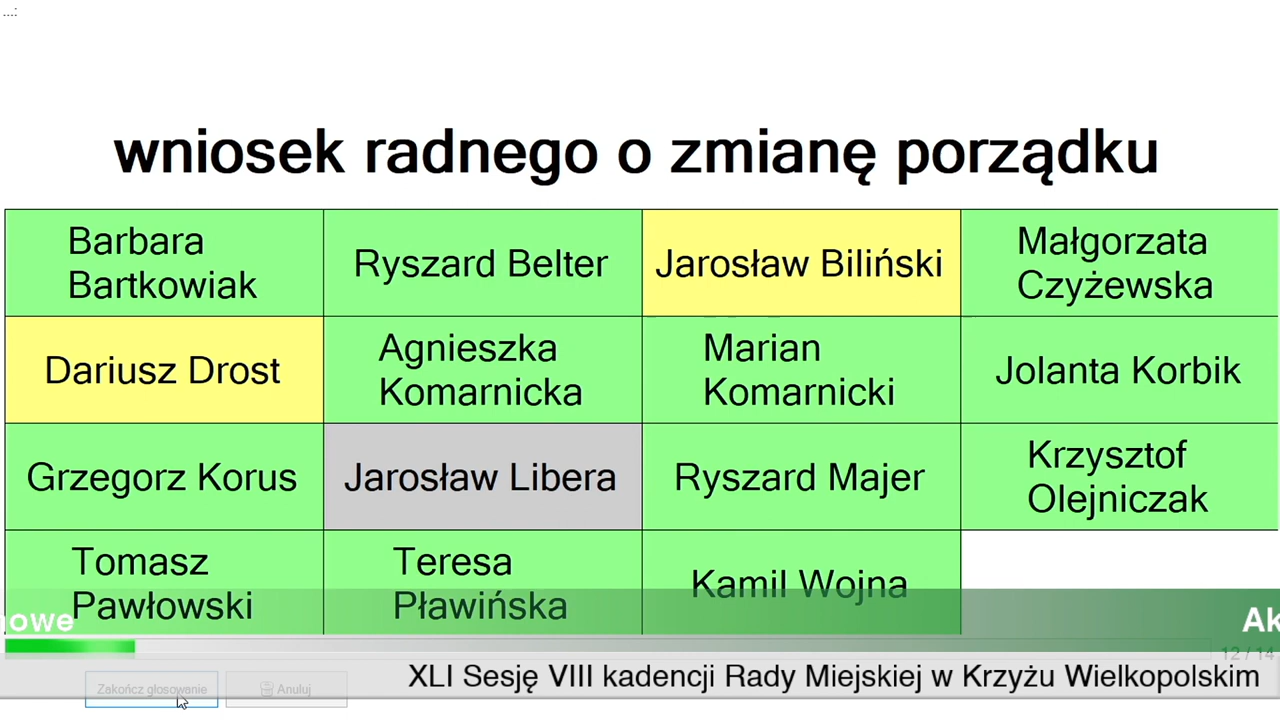 ...:
wniosek radnego o zmianę porządku
Barbara
Bartkowiak
Ryszard Belter
Jarosław Biliński
Małgorzata
Czyżewska
Dariusz Drost
Agnieszka
Komarnicka
Marian
Komarnicki
Jolanta Korbik
Grzegorz Korus
Jarosław Libera
Ryszard Majer
Krzysztof
Olejniczak
Tomasz
Pawłowski
Teresa
Pławińska
Kamil Wojna
nowe
Ak
12 / 14
XLI Sesję VIII kadencji Rady Miejskiej w Krzyżu Wielkopolskim
Zakończ głosowanie
Anuluj